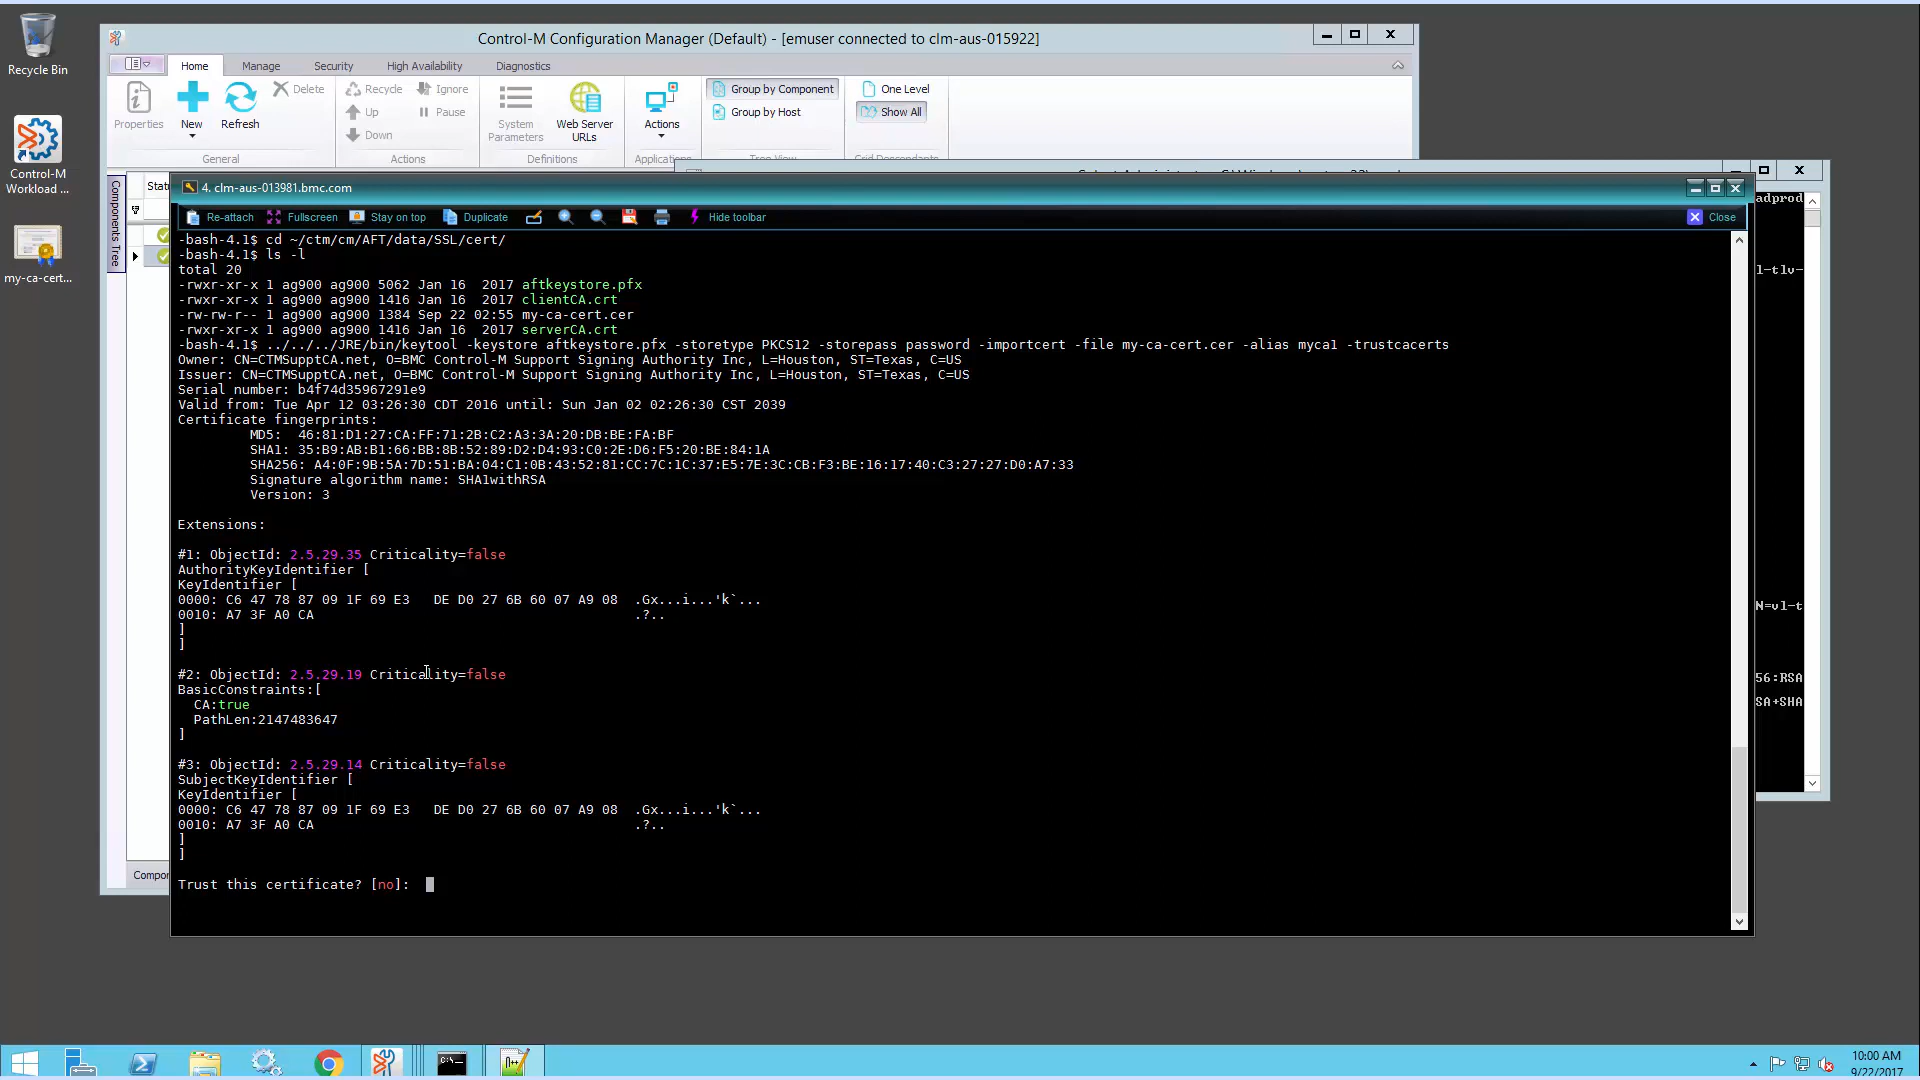 Recycle Bin
Control-M
Workload ...
my-ca-cert...
Control-M Configuration Manager (Default) - [emuser connected to clm-aus-015922]
Home Manage Security High Availability Diagnostics
Properties
New
Refresh
Delete
General
Recycle
Ignore
Up
Pause
Down
Actions
System
Parameters
Web Server
URLs
Definitions
Actions
Group by Component
Group by Host
One Level
Show All
Components Tree
Compor
4. clm-aus-013981.bmc.com
Re-attach Fullscreen Stay on top Duplicate Hide toolbar Close
-bash-4.1$ cd ~/ctm/cm/AFT/data/SSL/cert/
-bash-4.1$ ls -l
total 20
-rwxr-xr-x 1 ag900 ag900 5062 Jan 16  2017 aftkeystore.pfx
-rwxr-xr-x 1 ag900 ag900 1416 Jan 16  2017 clientCA.crt
-rw-rw-r-- 1 ag900 ag900 1384 Sep 22 02:55 my-ca-cert.cer
-rwxr-xr-x 1 ag900 ag900 1416 Jan 16  2017 serverCA.crt
-bash-4.1$ ../../../JRE/bin/keytool -keystore aftkeystore.pfx -storetype PKCS12 -storepass password -importcert -file my-ca-cert.cer -alias myca1 -trustcacerts
Owner: CN=CTMSupptCA.net, O=BMC Control-M Support Signing Authority Inc, L=Houston, ST=Texas, C=US
Issuer: CN=CTMSupptCA.net, O=BMC Control-M Support Signing Authority Inc, L=Houston, ST=Texas, C=US
Serial number: b4f74d35967291e9
Valid from: Tue Apr 12 03:26:30 CDT 2016 until: Sun Jan 02 02:26:30 CST 2039
Certificate fingerprints:
MD5:  46:81:D1:27:CA:FF:71:2B:C2:A3:3A:20:DB:BE:FA:BF
SHA1: 35:B9:AB:B1:66:BB:8B:52:89:D2:D4:93:C0:2E:D6:F5:20:BE:84:1A
SHA256: A4:0F:9B:5A:7D:51:BA:04:C1:0B:43:52:81:CC:7C:1C:37:E5:7E:3C:CB:F3:BE:16:17:40:C3:27:27:D0:A7:33
Signature algorithm name: SHA1withRSA
Version: 3
Extensions:
#1: ObjectId: 2.5.29.35 Criticality=false
AuthorityKeyIdentifier [
KeyIdentifier [
0000: C6 47 78 87 09 1F 69 E3   DE D0 27 6B 60 07 A9 08  .Gx...i...'k`...
0010: A7 3F A0 CA                                        .?..
]
]
#2: ObjectId: 2.5.29.19 Criticality=false
BasicConstraints:[
CA:true
PathLen:2147483647
]
#3: ObjectId: 2.5.29.14 Criticality=false
SubjectKeyIdentifier [
KeyIdentifier [
0000: C6 47 78 87 09 1F 69 E3   DE D0 27 6B 60 07 A9 08  .Gx...i...'k`...
0010: A7 3F A0 CA                                        .?..
]
]
Trust this certificate? [no]:
adprod
l-tlv-
N=vl-t
56:RSA
SA+SHA
10:00 AM
9/22/2017